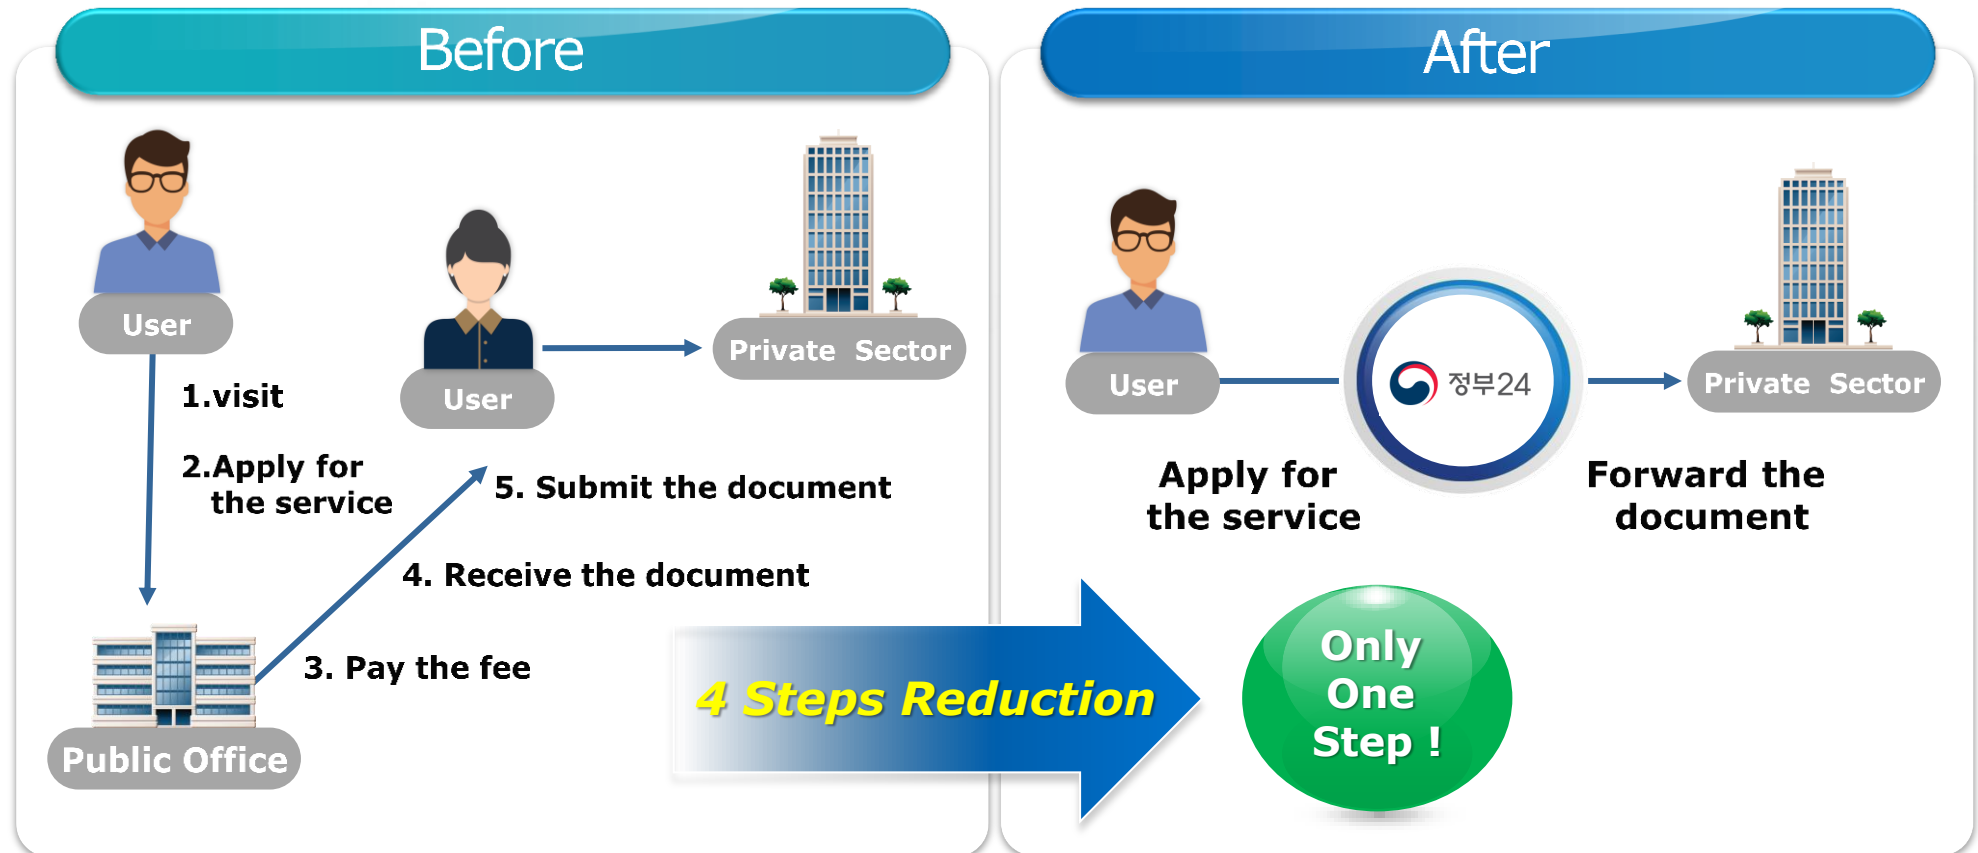 Before
User
1.visit
2.Apply for
the service
User
Private Sector
5. Submit the document
4. Receive the document
3. Pay the fee
Public Office
4 Steps Reduction
After
User
정부24
Private Sector
Apply for
the service
Forward the
document
Only
One
Step !